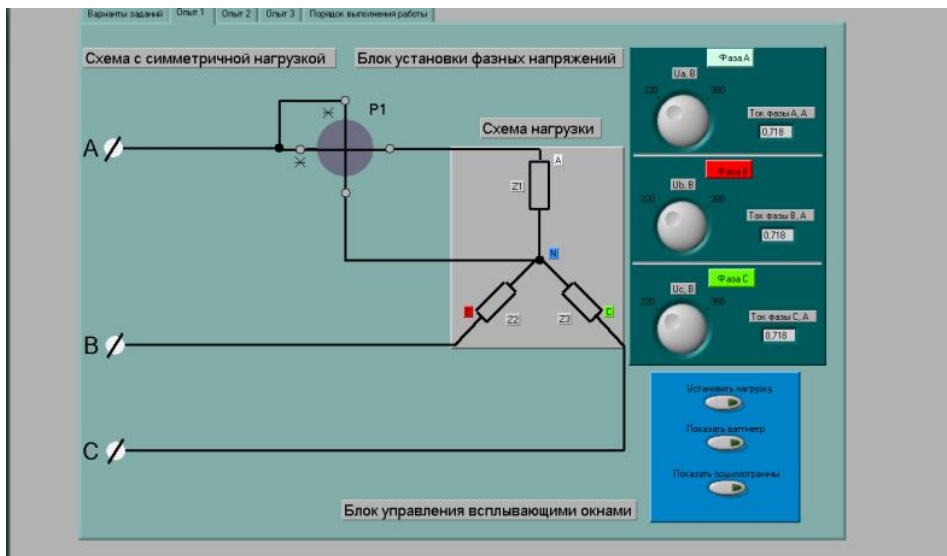 Варианты заданий Опыт 1 Опыт 2 Опыт 3 Порядок выполнения работы
Схема с симметричной нагрузкой Блок установки фазных напряжений
P1
Схема нагрузки
A
A
Z1
N
B
C
Z2
Z3
B
C
Фаза A
Ua, В
220
380
Ток фазы A, А
0,718
Фаза B
Ub, В
220
380
Ток фазы B, А
0,718
Фаза C
Uc, В
220
380
Ток фазы C, А
0,718
Установить нагрузку
Показать ваттметр
Показать осциллограммы
Блок управления всплывающими окнами